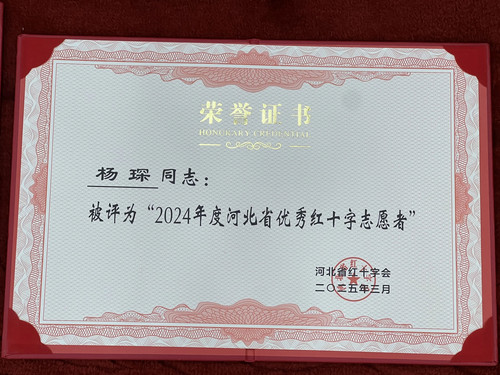 荣誉证书
HONORARY CREDENTIAL
杨琛同志：
被评为“2024年度河北省优秀红十字志愿者”
河北省红十字会
二〇二五年三月